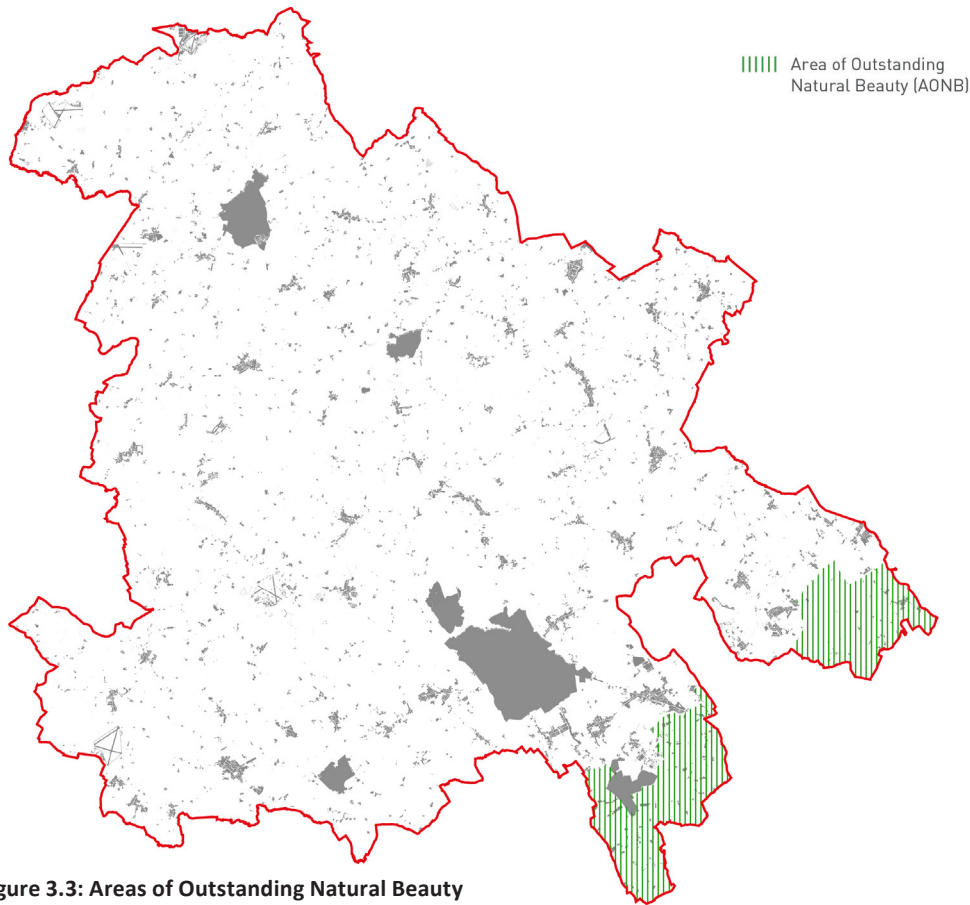 Area of Outstanding
Natural Beauty (AONB)
gure 3.3: Areas of Outstanding Natural Beauty